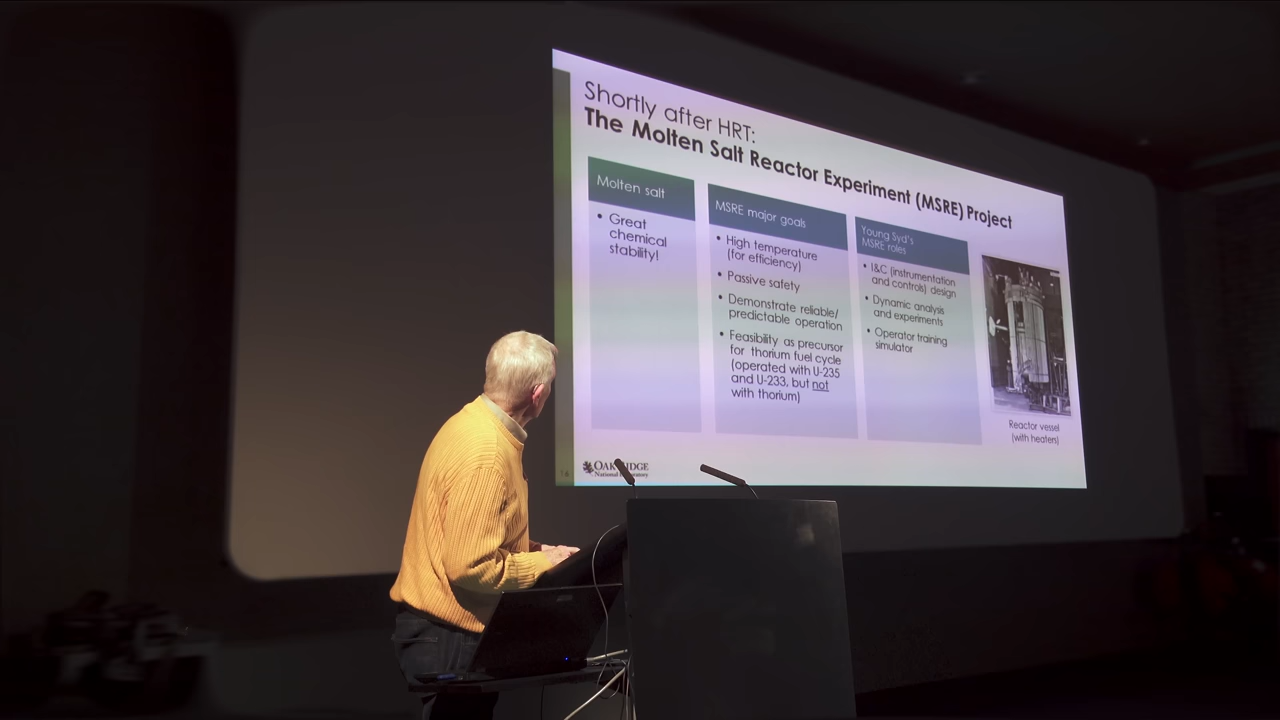 Shortly after HRT:
The Molten Salt Reactor Experiment (MSRE) Project
Molten salt
• Great
chemical
stability!
MSRE major goals
• High temperature
(for efficiency)
• Passive safety
• Demonstrate reliable/
predictable operation
• Feasibility as precursor
for thorium fuel cycle
(operated with U-235
and U-233, but not
with thorium)
Young Syd's
MSRE roles
• I&C (instrumentation
and controls) design
• Dynamic analysis
and experiments
• Operator training
simulator
Reactor vessel
(with heaters)
National